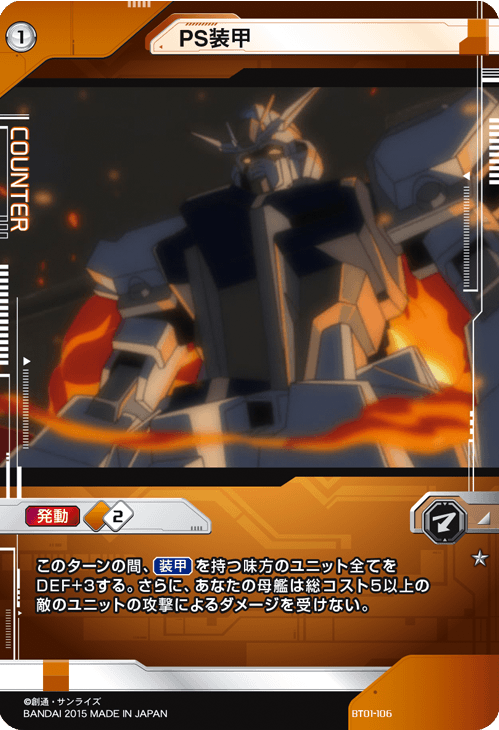 1
PS装甲
COUNTER
発動 2
このターンの間、装甲を持つ味方のユニット全てを
DEF+3する。さらに、あなたの母艦は総コスト5以上の
敵のユニットの攻撃によるダメージを受けない。
©創通・サンライズ
BANDAI 2015 MADE IN JAPAN
BT01-106